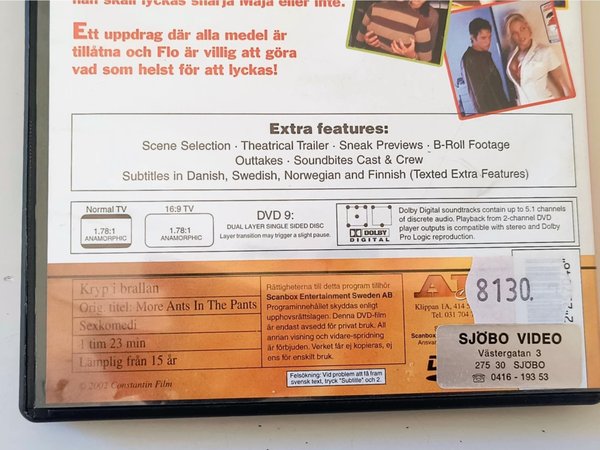 skall lyckas snärja Maja eller inte.
Ett uppdrag där alla medel är
tillåtna och Flo är villig att göra
vad som helst för att lyckas!
Extra features:
Scene Selection · Theatrical Trailer · Sneak Previews · B-Roll Footage
Outtakes · Soundbites Cast & Crew
Subtitles in Danish, Swedish, Norwegian and Finnish (Texted Extra Features)
Normal TV
1.78:1
ANAMORPHIC
16:9 TV
1.78:1
ANAMORPHIC
DVD 9:
DUAL LAYER SINGLE SIDED DISC
Layer transition may trigger a slight pause.
DOLBY
DIGITAL
Dolby Digital soundtracks contain up to 5.1 channels
of discrete audio. Playback from 2-channel DVD
player outputs is compatible with stereo and Dolby
Pro Logic reproduction.
Kryp i brallan
Orig. titel: More Ants In The Pants
Sexkomedi
1 tim 23 min
Lämplig från 15 år
© 2002 Constantin Film
Rättigheterna till detta program tillhör
Scanbox Entertainment Sweden AB
Programinnehållet skyddas enligt
upphovsrättslagen. Denna DVD-film
är endast avsedd för privat bruk. All
annan visning och vidare-spridning
är förbjuden. Verket får ej kopieras, ej
ens för enskilt bruk.
Felsökning: Vid problem att få fram
svensk text, tryck "Subtitle" och 2.
Klippan 1A, 414
Tel. 031 704
Scanbox
Ansvar
8130.
SJÖBO VIDEO
Västergatan 3
275 30 SJÖBO
☏ 0416 - 193 53